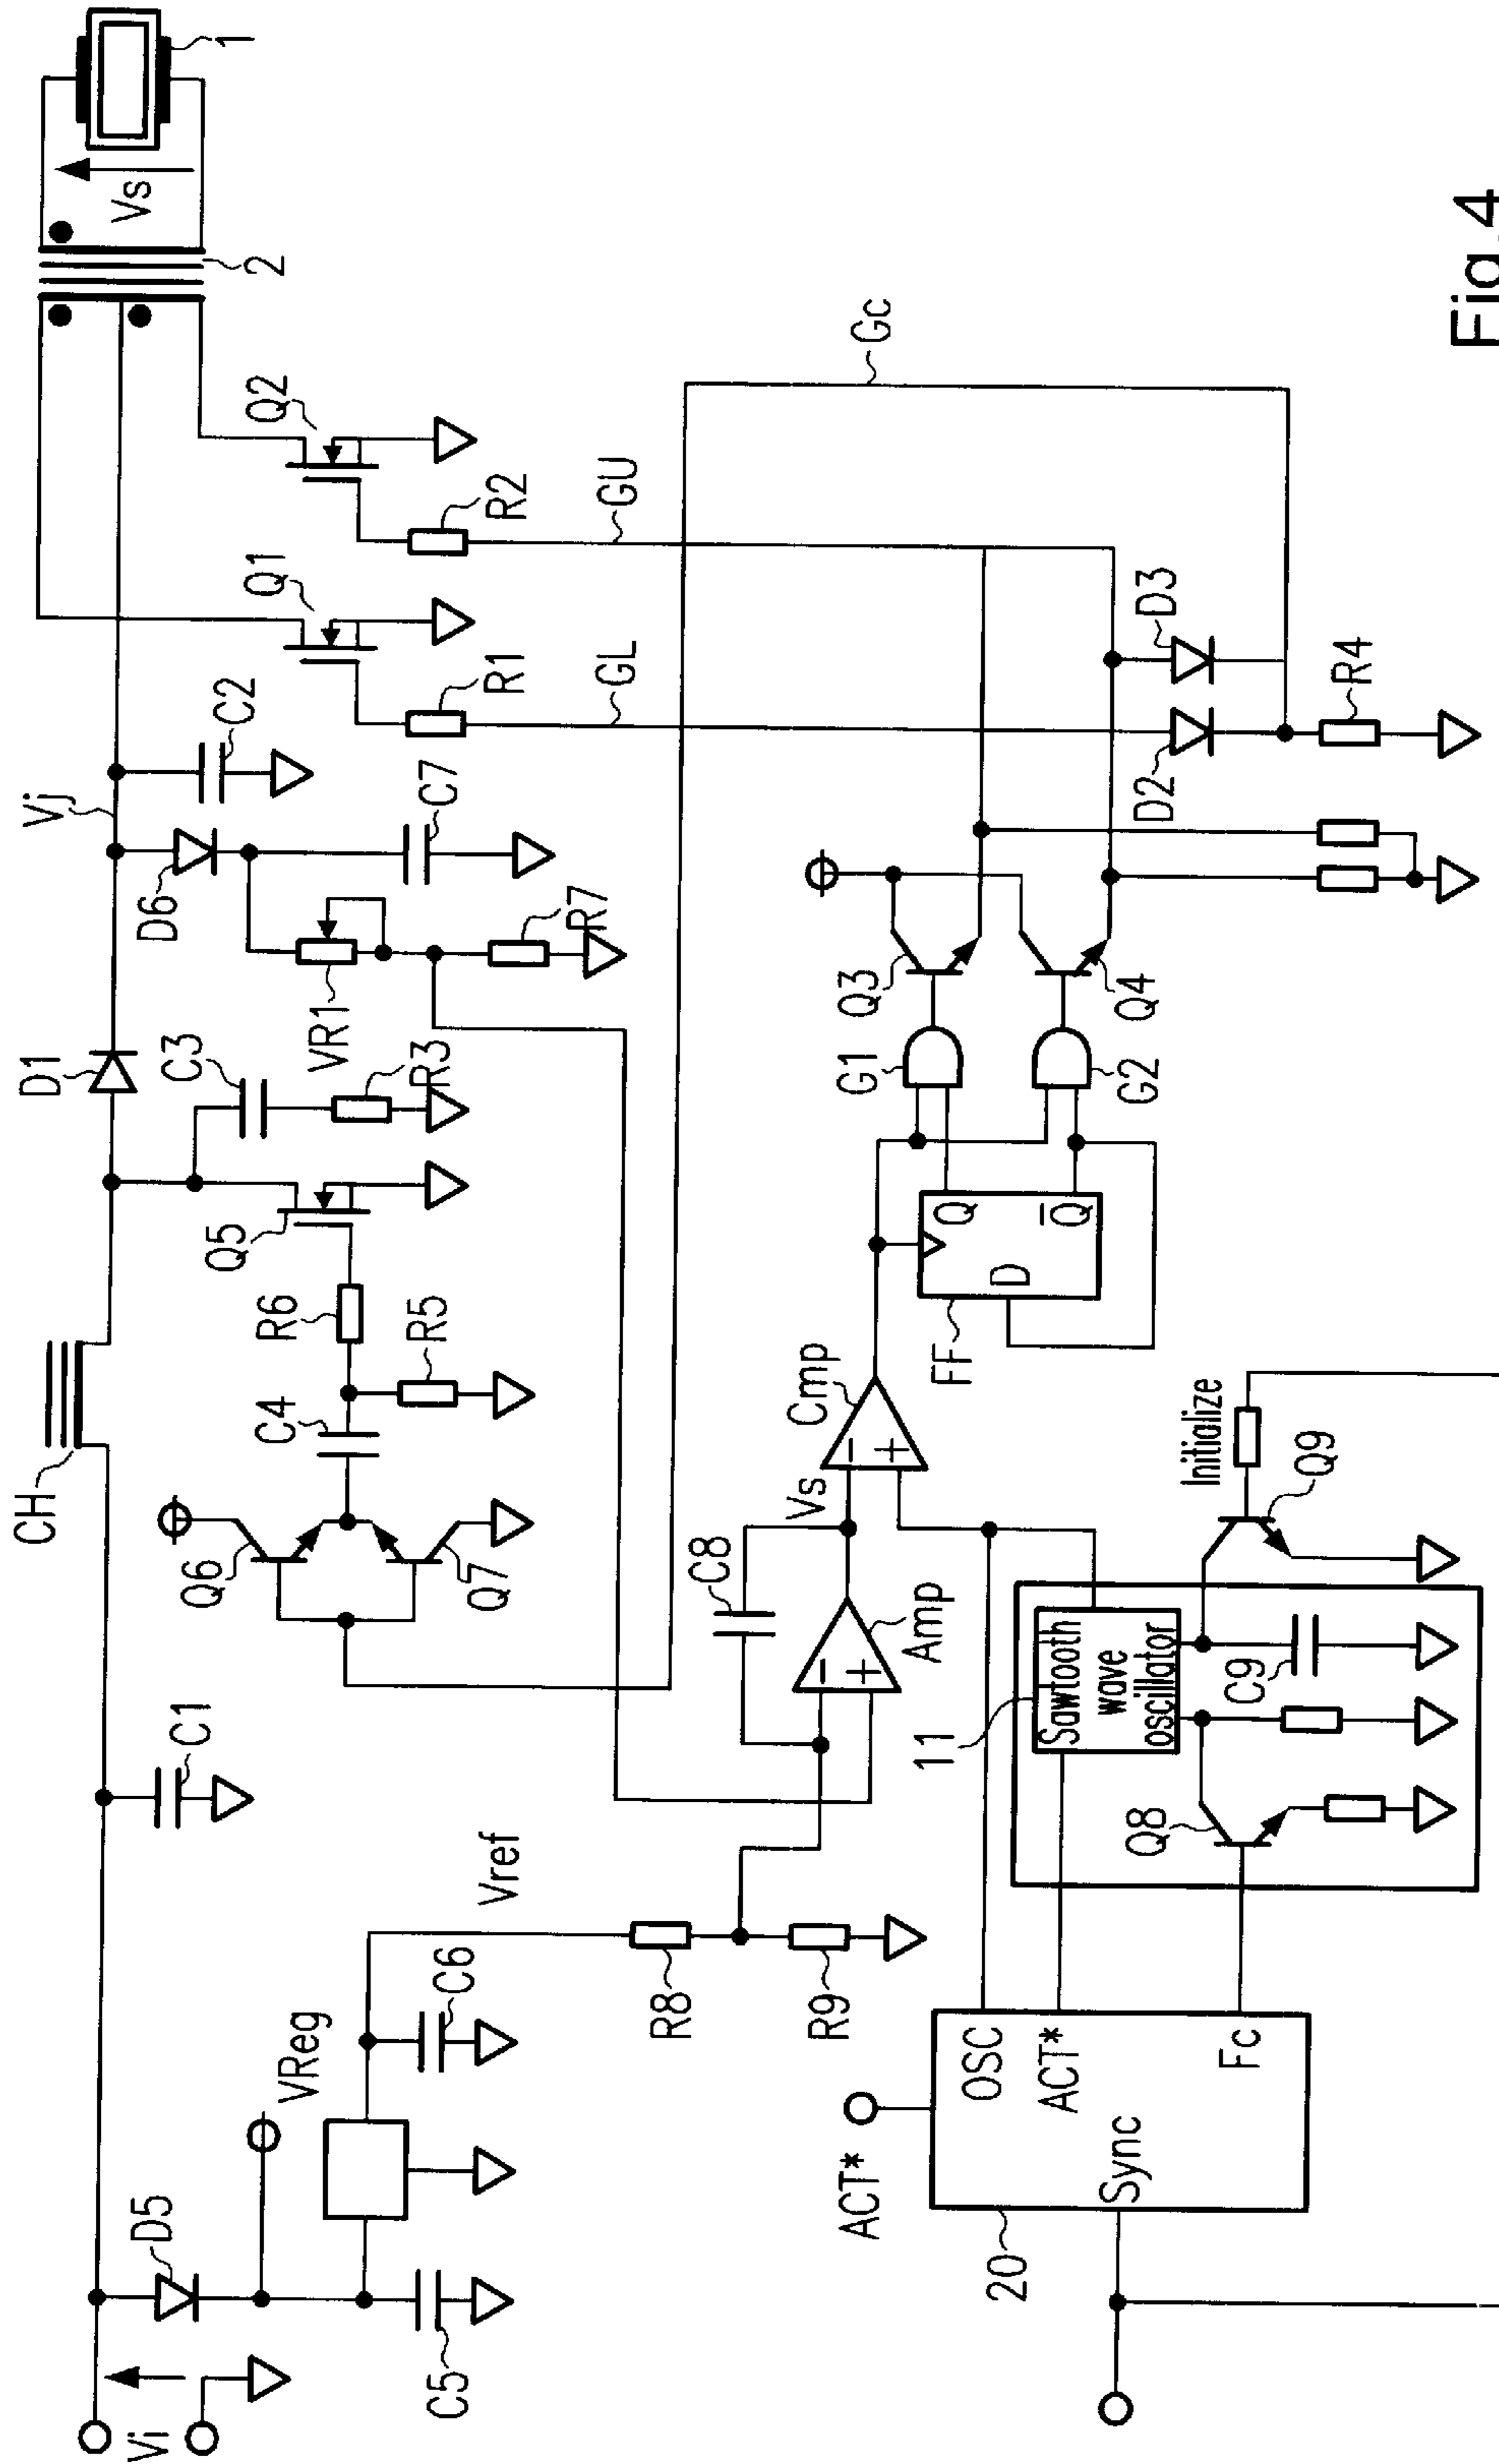 Vi
D5
C5
VReg
C6
Vref
R8
R9
C1
CH
Q6
Q7
C4
R5
R6
Q5
C3
R3
D1
D6
VR1
R7
C7
Vj
C2
Q1
R1
GL
Q2
R2
GU
Vs
2
1
Gc
C8
Amp
Vs
Cmp
FF
D
Q
Q
G1
G2
Q3
Q4
D2
D3
R4
ACT*
20
Sync
OSC
ACT*
Fc
11
Sawtooth
wave
oscillator
Q8
C9
Q9
Initialize
Fig.4
- +
- +